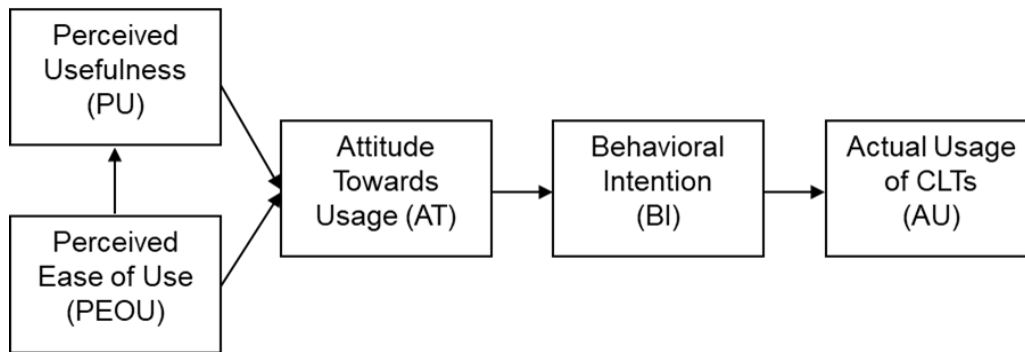 Perceived
Usefulness
(PU)
Perceived
Ease of Use
(PEOU)
Attitude
Towards
Usage (AT)
Behavioral
Intention
(BI)
Actual Usage
of CLTs
(AU)